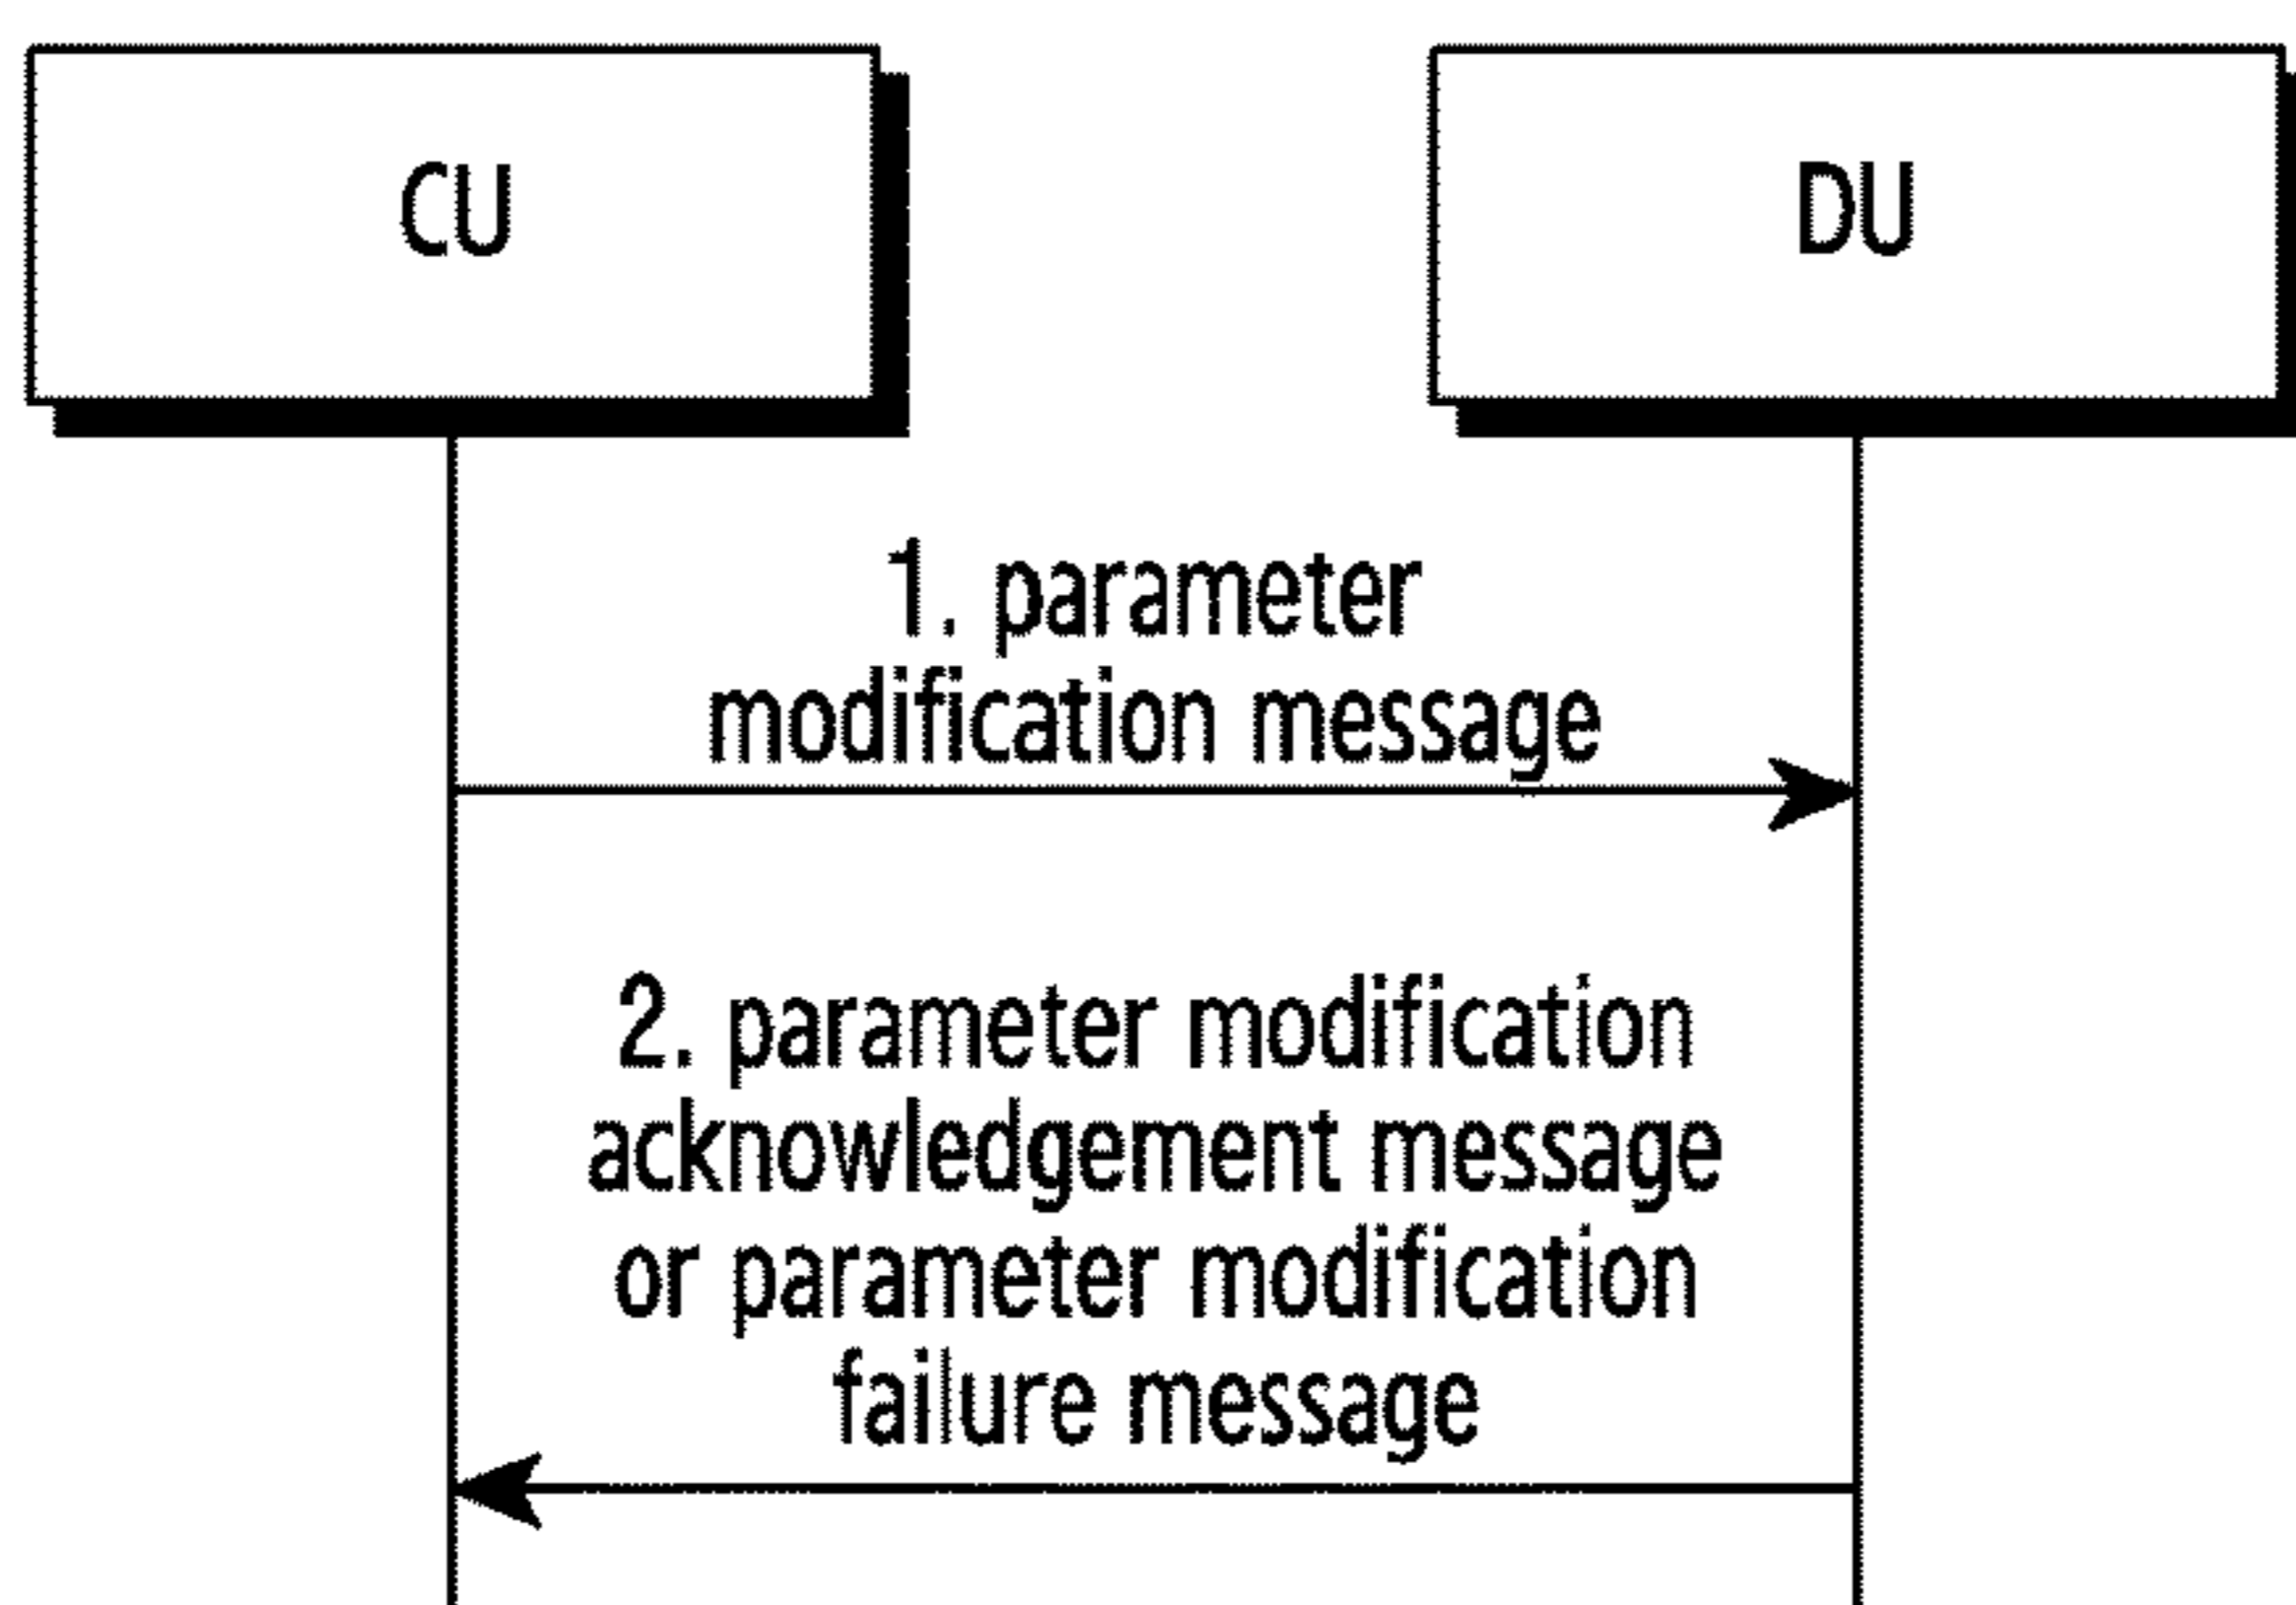 CU
DU
1. parameter
modification message
2. parameter modification
acknowledgement message
or parameter modification
failure message